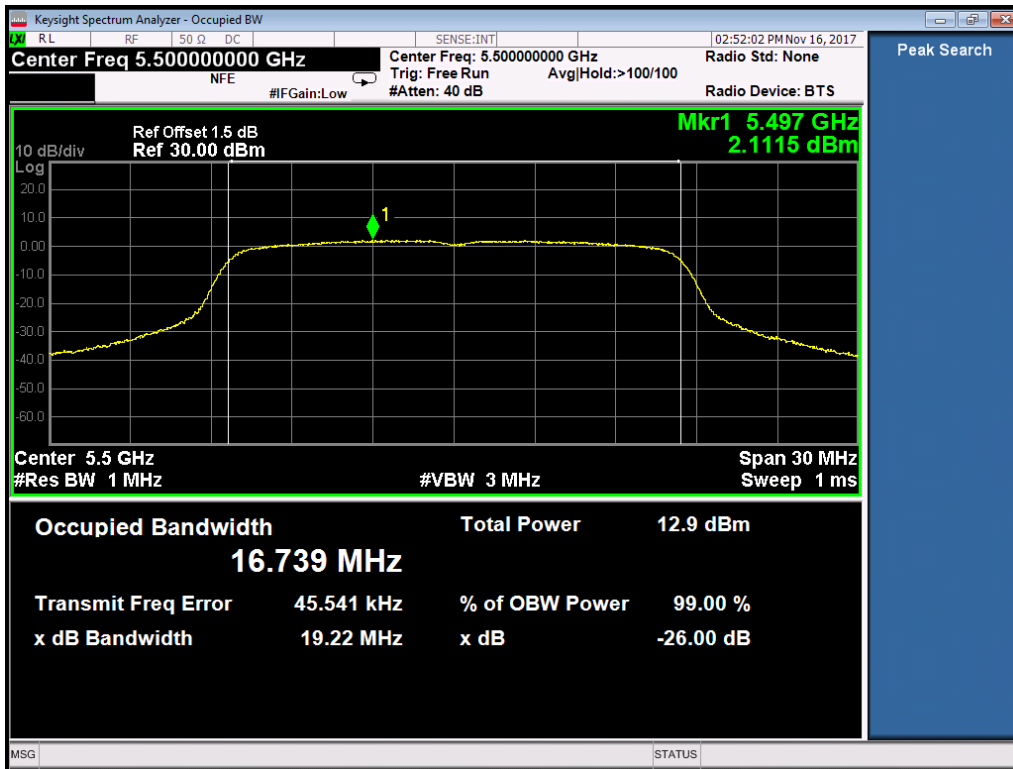 Keysight Spectrum Analyzer - Occupied BW
LXI RL RF 50 Ω DC SENSE:INT 02:52:02 PM Nov 16, 2017
Center Freq 5.500000000 GHz Center Freq: 5.500000000 GHz Radio Std: None
NFE Trig: Free Run Avg|Hold:>100/100
#IFGain:Low #Atten: 40 dB Radio Device: BTS
Peak Search
Ref Offset 1.5 dB Mkr1 5.497 GHz
10 dB/div Ref 30.00 dBm 2.1115 dBm
Log
20.0
10.0
1
0.00
-10.0
-20.0
-30.0
-40.0
-50.0
-60.0
Center 5.5 GHz Span 30 MHz
#Res BW 1 MHz #VBW 3 MHz Sweep 1 ms
Occupied Bandwidth Total Power 12.9 dBm
16.739 MHz
Transmit Freq Error 45.541 kHz % of OBW Power 99.00 %
x dB Bandwidth 19.22 MHz x dB -26.00 dB
MSG STATUS